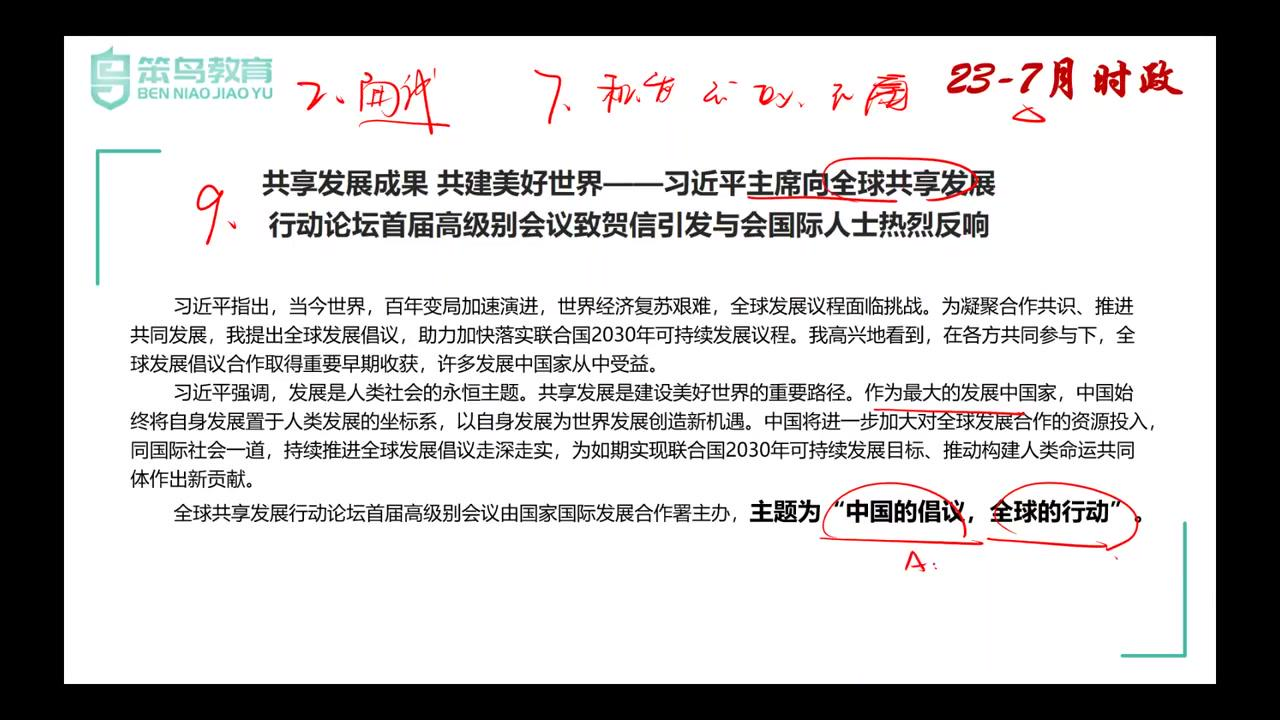 笨鸟教育
BEN NIAO JIAO YU
23-7月时政
2、
7、
9、
共享发展成果 共建美好世界——习近平主席向全球共享发展
行动论坛首届高级别会议致贺信引发与会国际人士热烈反响
习近平指出，当今世界，百年变局加速演进，世界经济复苏艰难，全球发展议程面临挑战。为凝聚合作共识、推进
共同发展，我提出全球发展倡议，助力加快落实联合国2030年可持续发展议程。我高兴地看到，在各方共同参与下，全
球发展倡议合作取得重要早期收获，许多发展中国家从中受益。
习近平强调，发展是人类社会的永恒主题。共享发展是建设美好世界的重要路径。作为最大的发展中国家，中国始
终将自身发展置于人类发展的坐标系，以自身发展为世界发展创造新机遇。中国将进一步加大对全球发展合作的资源投入，
同国际社会一道，持续推进全球发展倡议走深走实，为如期实现联合国2030年可持续发展目标、推动构建人类命运共同
体作出新贡献。
全球共享发展行动论坛首届高级别会议由国家国际发展合作署主办，主题为“中国的倡议，全球的行动”。
A: